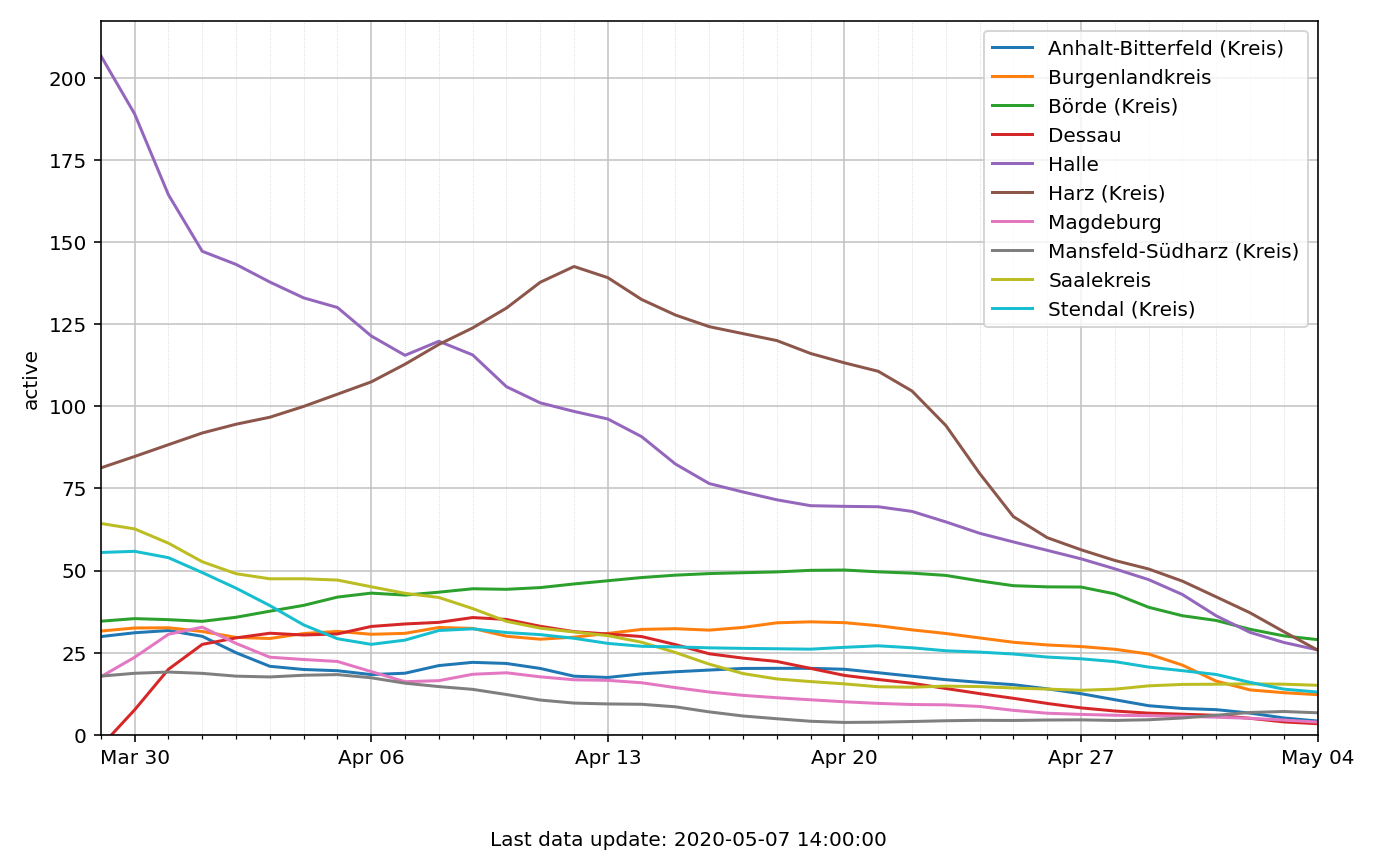 200
175
150
125
100
75
50
25
0
active
Anhalt-Bitterfeld (Kreis)
Burgenlandkreis
Börde (Kreis)
Dessau
Halle
Harz (Kreis)
Magdeburg
Mansfeld-Südharz (Kreis)
Saalekreis
Stendal (Kreis)
Mar 30 Apr 06 Apr 13 Apr 20 Apr 27 May 04
Last data update: 2020-05-07 14:00:00